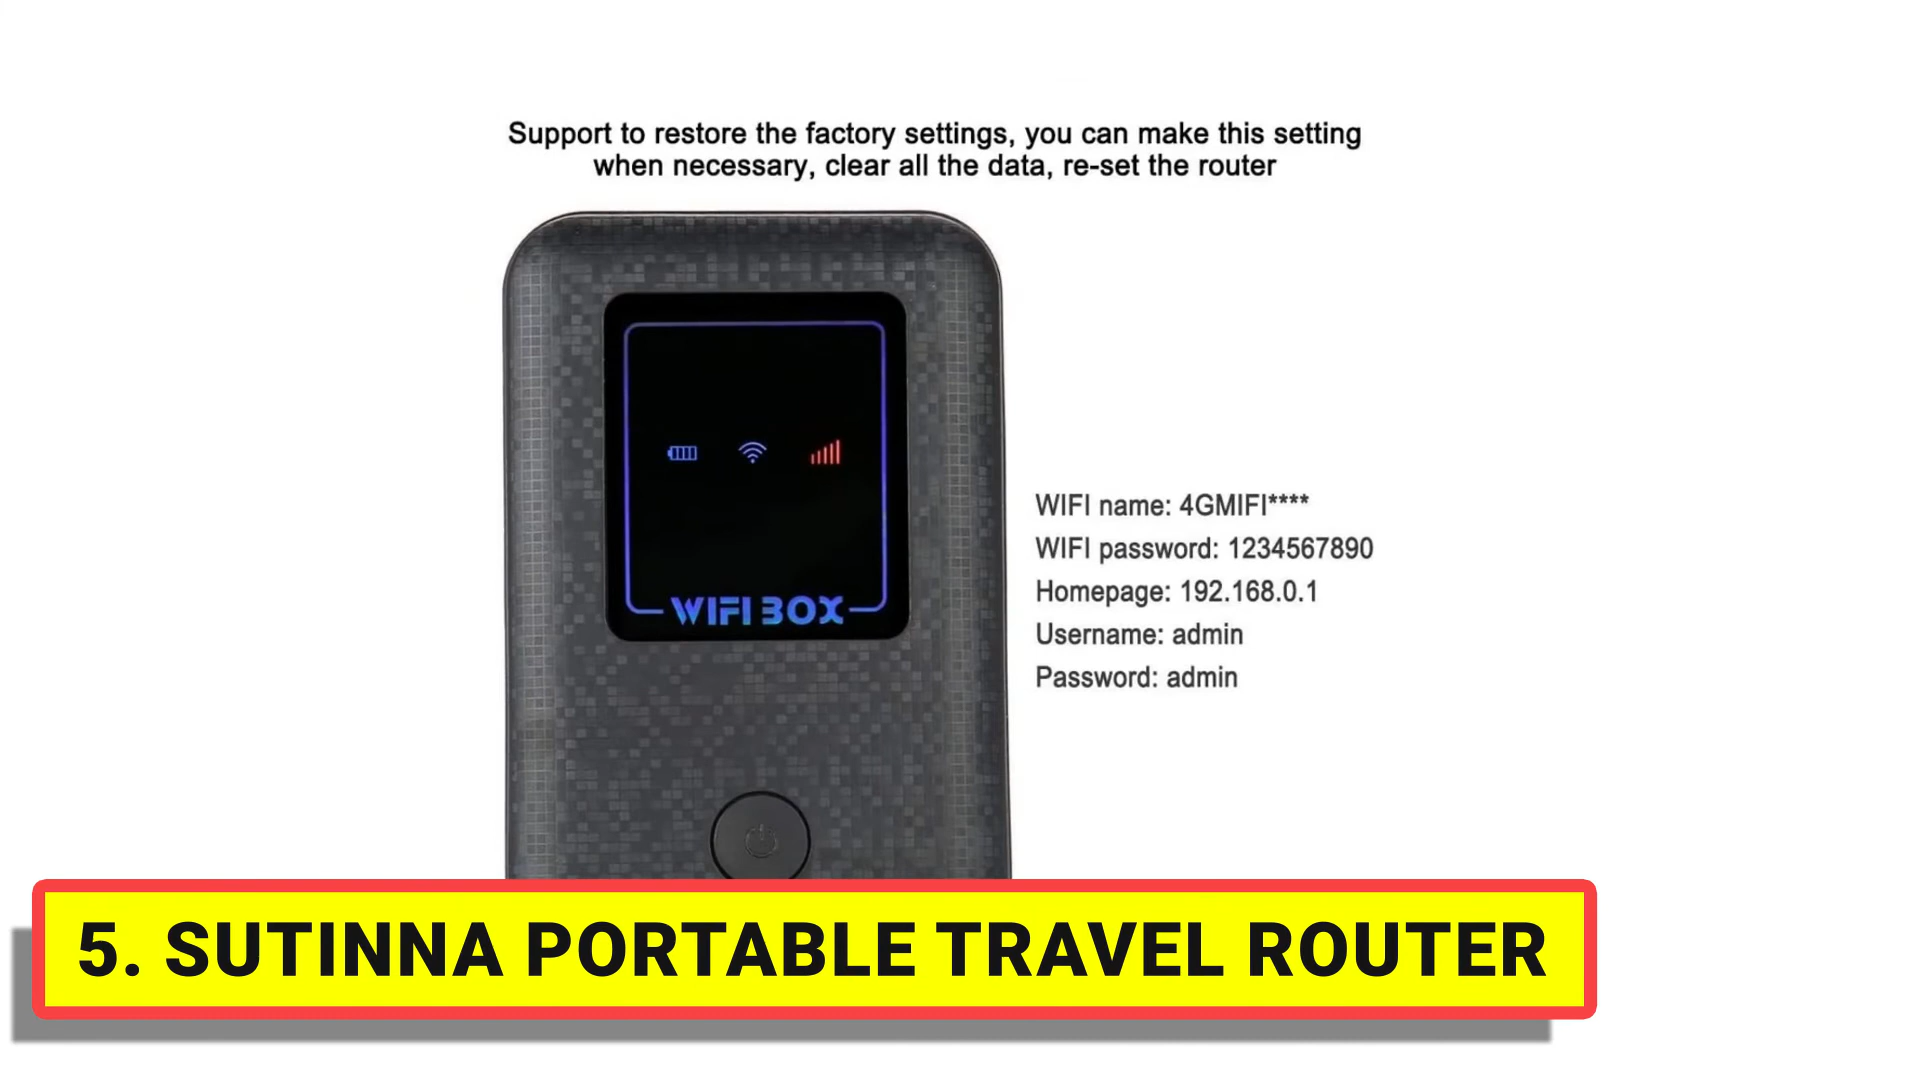 Support to restore the factory settings, you can make this setting
when necessary, clear all the data, re-set the router
WIFI BOX
WIFI name: 4GMIFI****
WIFI password: 1234567890
Homepage: 192.168.0.1
Username: admin
Password: admin
5. SUTINNA PORTABLE TRAVEL ROUTER